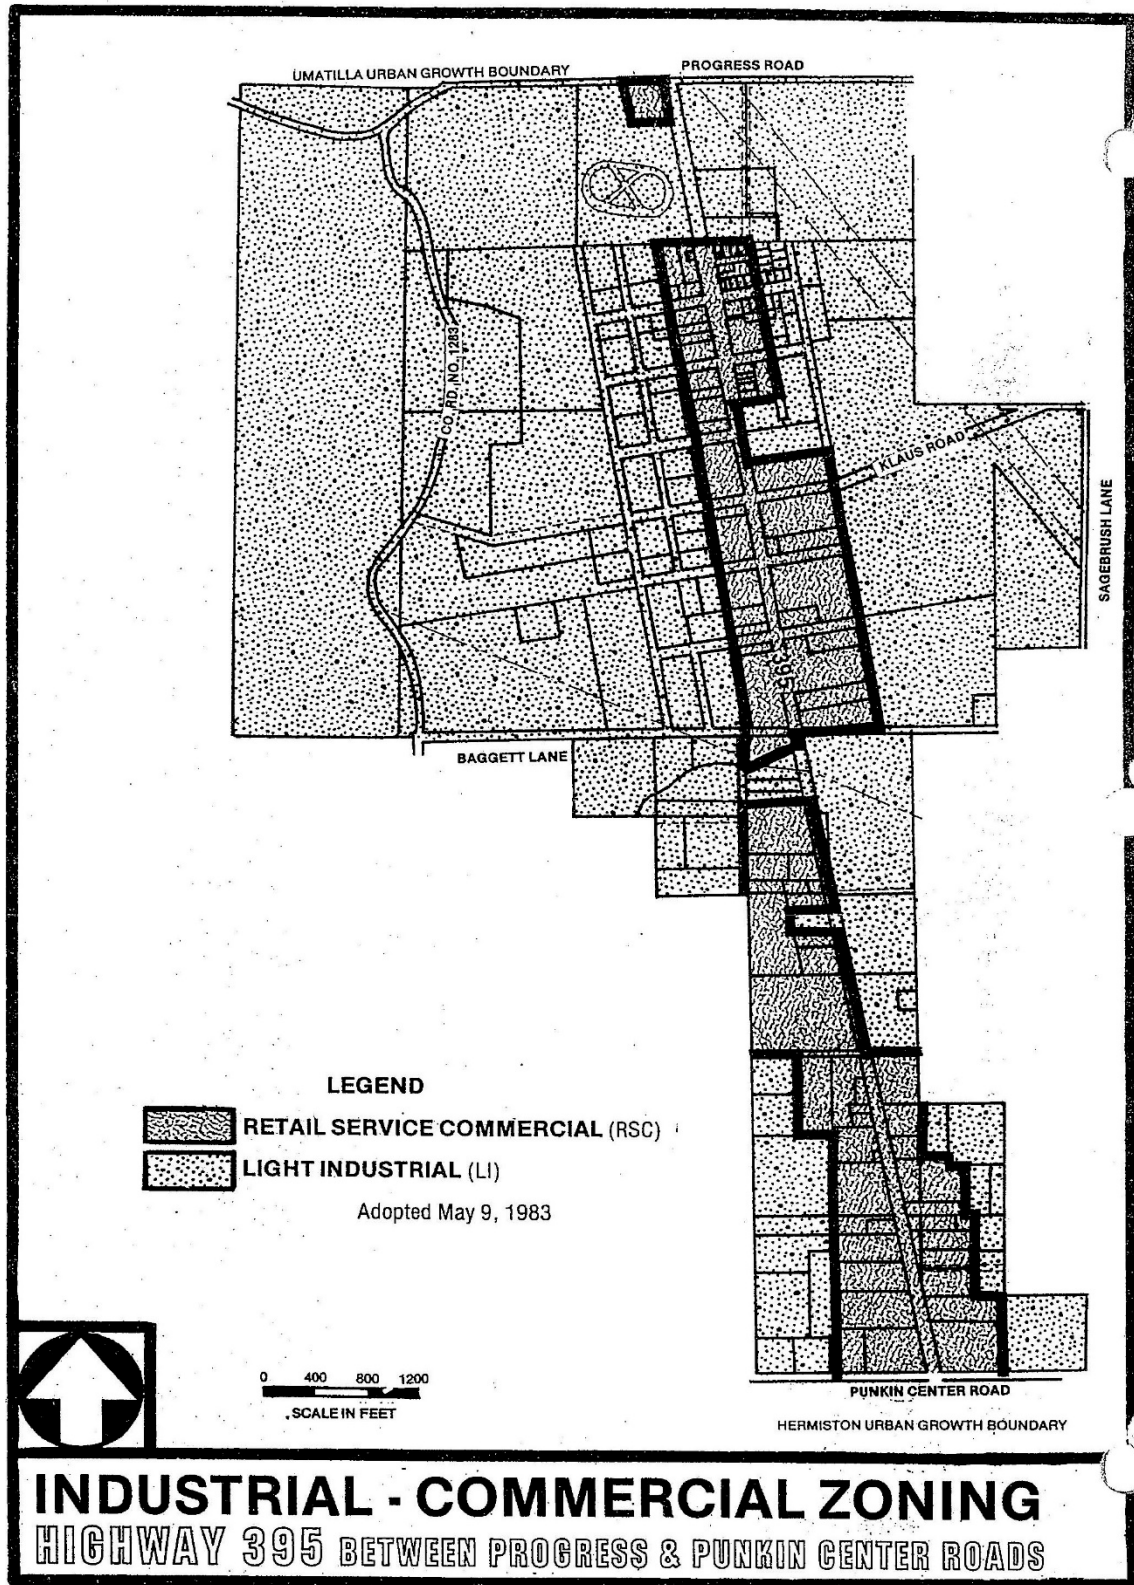 UMATILLA URBAN GROWTH BOUNDARY
PROGRESS ROAD
CO. RD. NO. 1283
KLAUS ROAD
SAGEBRUSH LANE
395
BAGGETT LANE
LEGEND
RETAIL SERVICE COMMERCIAL (RSC)
LIGHT INDUSTRIAL (LI)
Adopted May 9, 1983
0 400 800 1200
SCALE IN FEET
PUNKIN CENTER ROAD
HERMISTON URBAN GROWTH BOUNDARY
INDUSTRIAL - COMMERCIAL ZONING
HIGHWAY 395 BETWEEN PROGRESS & PUNKIN CENTER ROADS